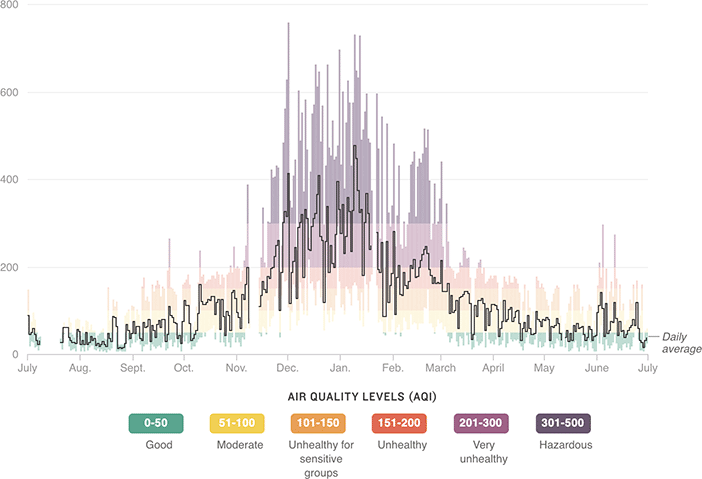 800
600
400
200
0
July Aug. Sept. Oct. Nov. Dec. Jan. Feb. March April May June July
Daily
average
AIR QUALITY LEVELS (AQI)
0-50 51-100 101-150 151-200 201-300 301-500
Good Moderate Unhealthy for Unhealthy Very Hazardous
sensitive unhealthy
groups